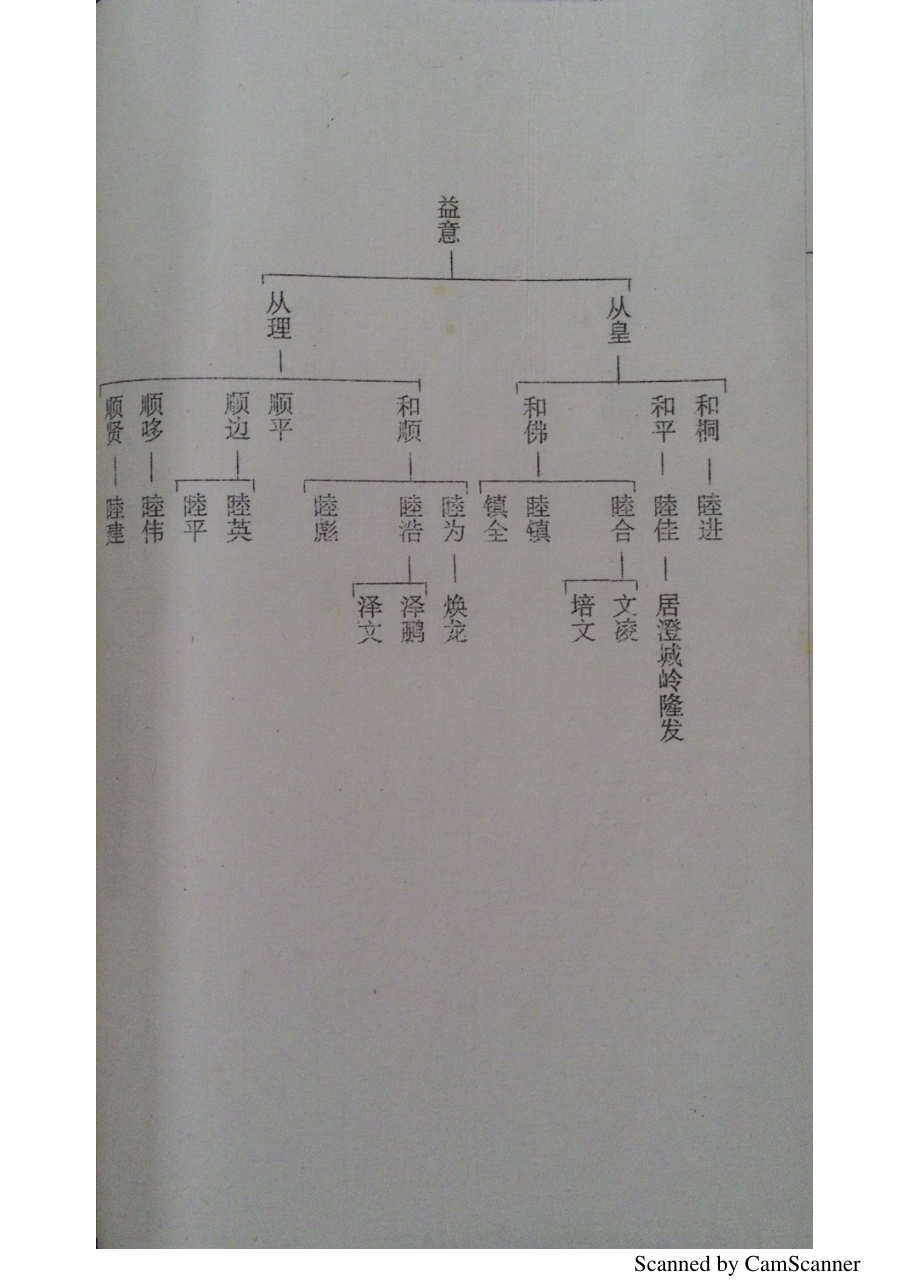 益意
从皇
从理
和桐
和平
和佛
和顺
顺平
顺边
顺哆
顺贤
睦进
睦佳
睦合
睦镇
镇全
睦为
睦浩
睦彪
睦英
睦平
睦伟
睦建
居澄城岭隆发
文凌
培文
焕龙
泽鹏
泽文
Scanned by CamScanner